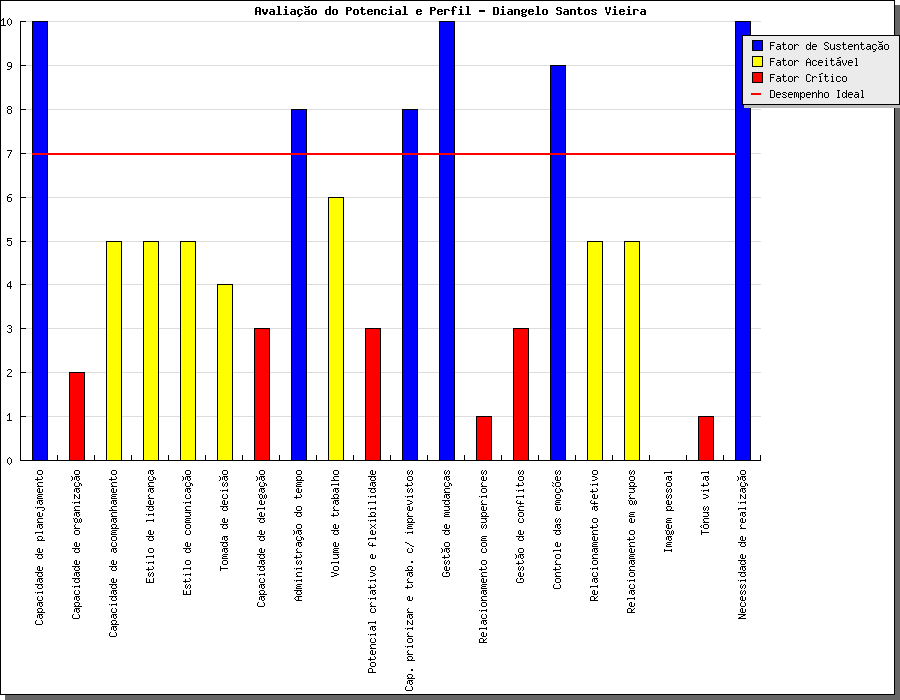 Avaliação do Potencial e Perfil - Diangelo Santos Vieira
10
9
8
7
6
5
4
3
2
1
0
Fator de Sustentação
Fator Aceitável
Fator Crítico
Desempenho Ideal
Capacidade de planejamento
Capacidade de organização
Capacidade de acompanhamento
Estilo de liderança
Estilo de comunicação
Tomada de decisão
Capacidade de delegação
Administração do tempo
Volume de trabalho
Potencial criativo e flexibilidade
Cap. priorizar e trab. c/ imprevistos
Gestão de mudanças
Relacionamento com superiores
Gestão de conflitos
Controle das emoções
Relacionamento afetivo
Relacionamento em grupos
Imagem pessoal
Tônus vital
Necessidade de realização